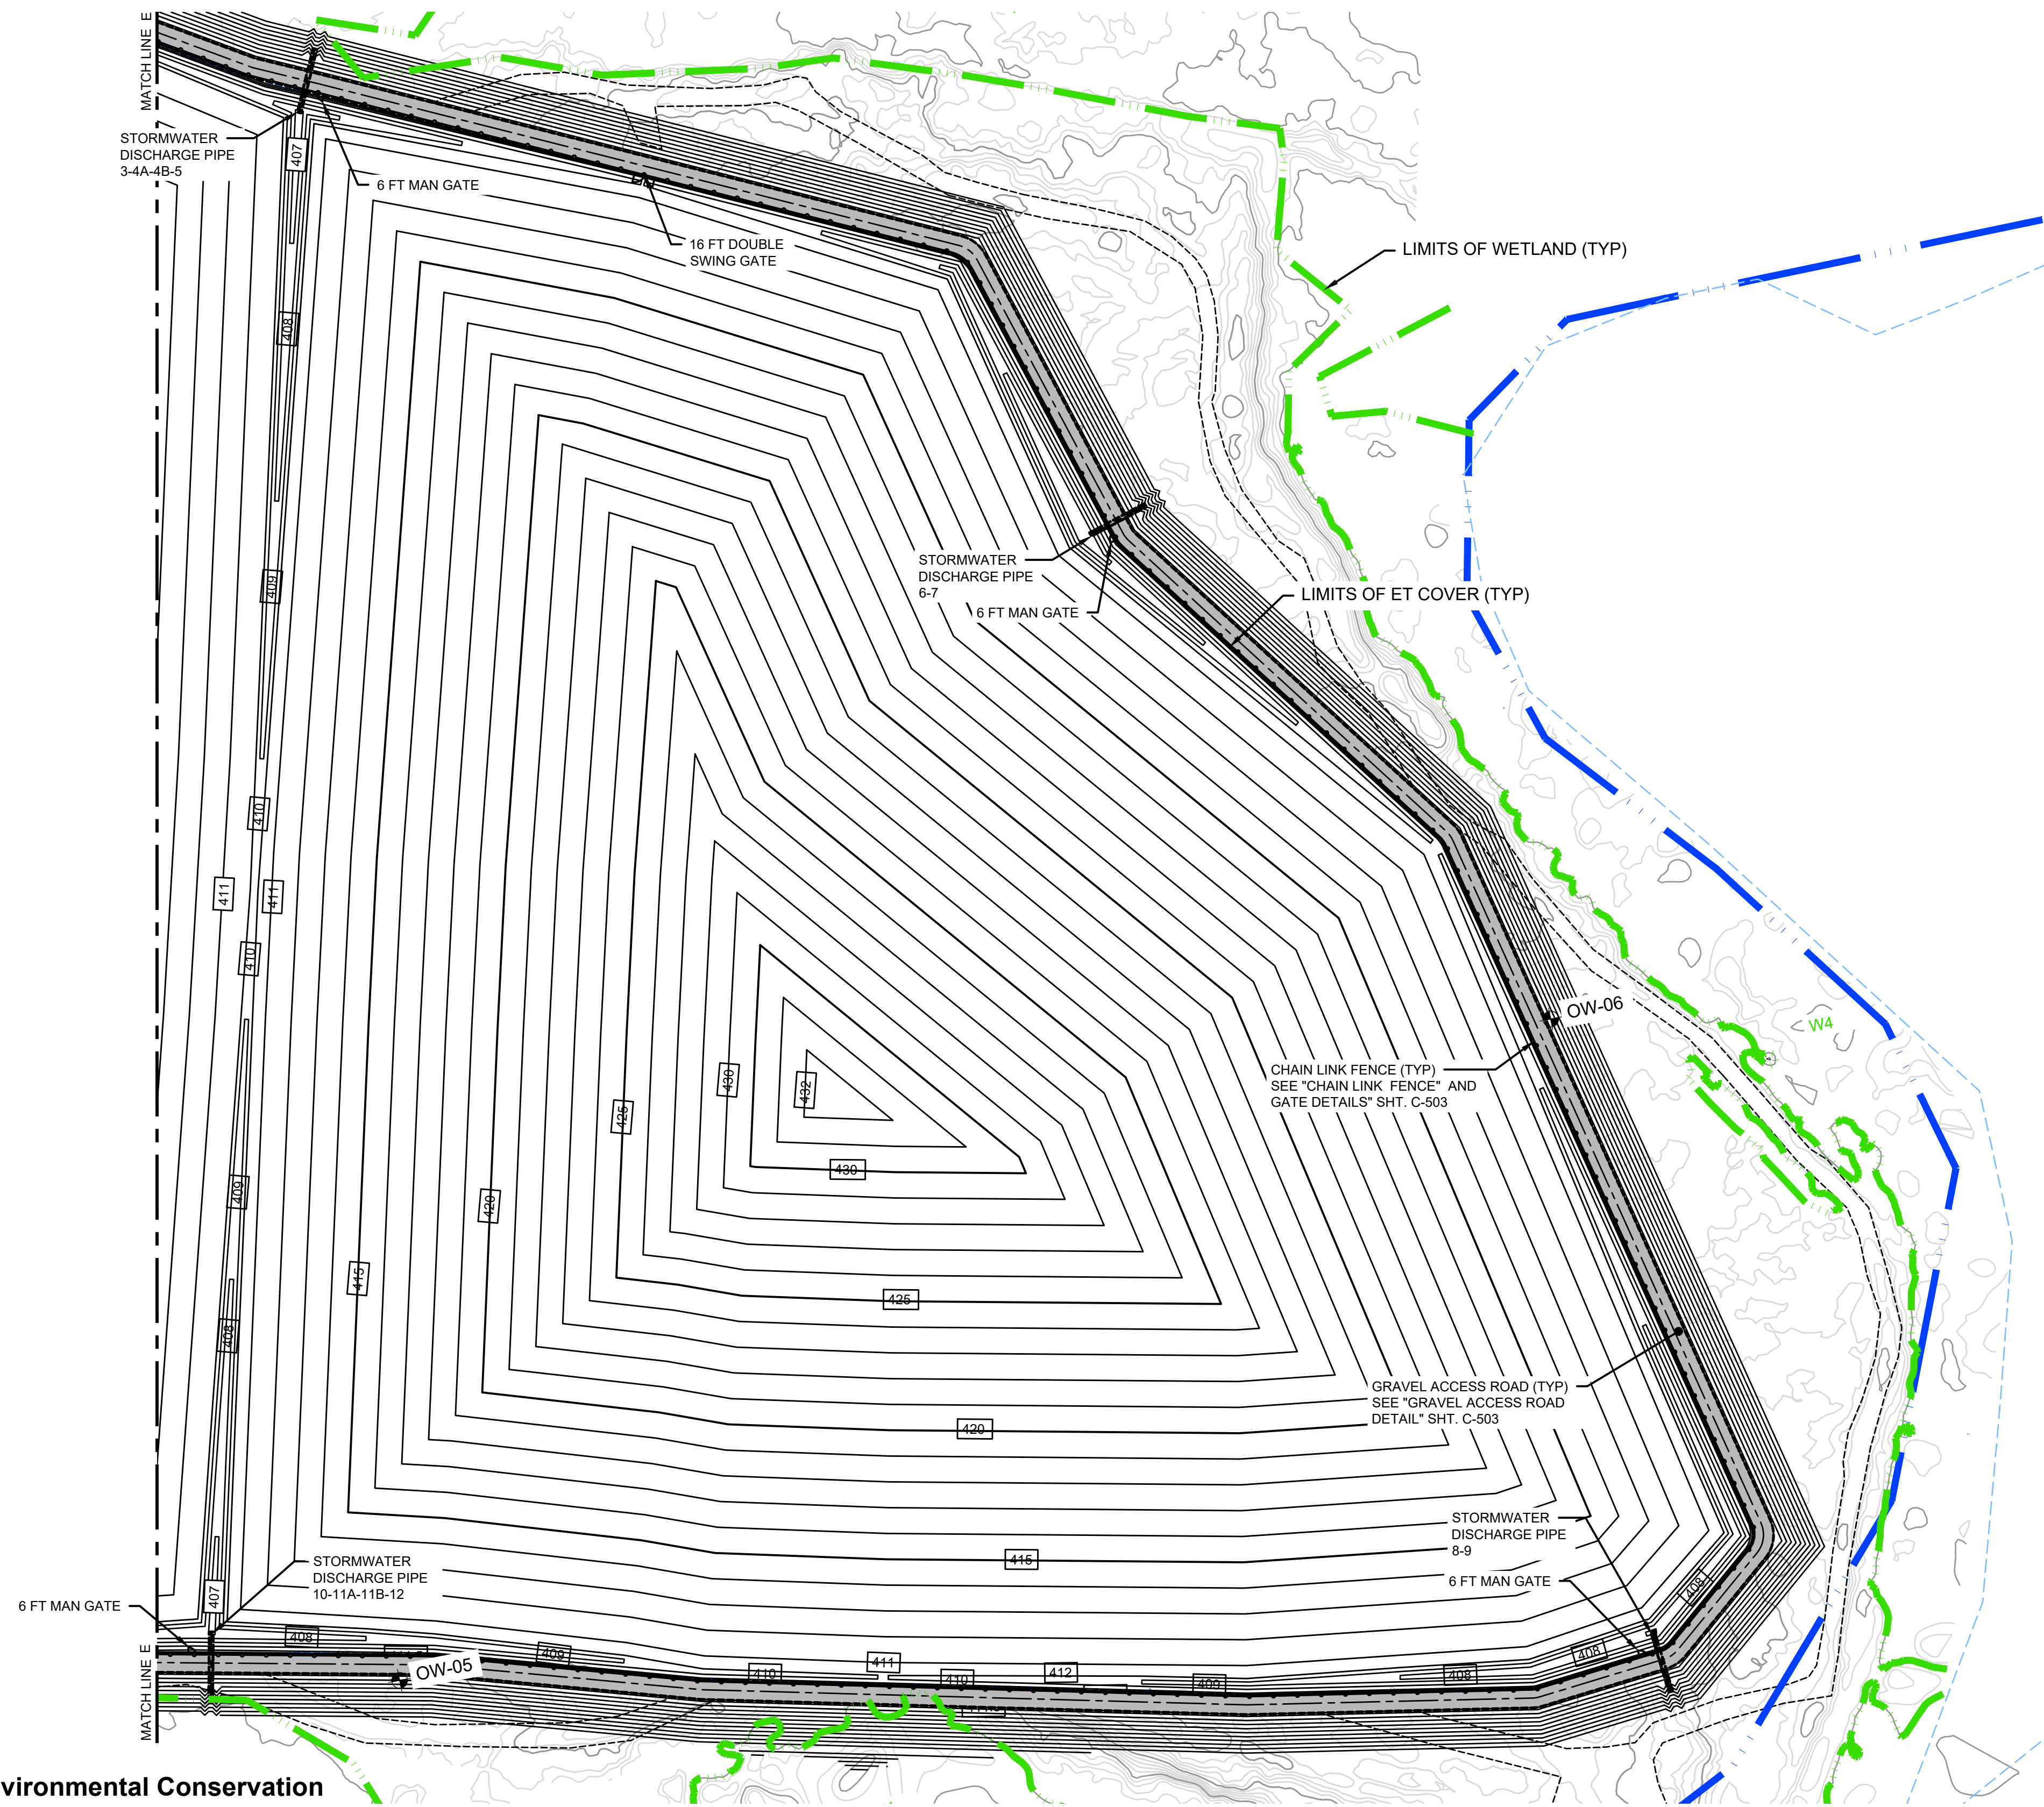 MATCH LINE E
STORMWATER
DISCHARGE PIPE
3-4A-4B-5
407
6 FT MAN GATE
16 FT DOUBLE
SWING GATE
LIMITS OF WETLAND (TYP)
408
STORMWATER
DISCHARGE PIPE
6-7
6 FT MAN GATE
LIMITS OF ET COVER (TYP)
409
410
411
411
410
OW-06
W4
CHAIN LINK FENCE (TYP)
SEE "CHAIN LINK FENCE" AND
GATE DETAILS" SHT. C-503
430
432
425
430
409
420
415
425
408
GRAVEL ACCESS ROAD (TYP)
SEE "GRAVEL ACCESS ROAD
DETAIL" SHT. C-503
420
STORMWATER
DISCHARGE PIPE
8-9
415
STORMWATER
DISCHARGE PIPE
10-11A-11B-12
407
6 FT MAN GATE
408
6 FT MAN GATE
408
409
411
410
410
412
409
408
408
OW-05
MATCH LINE E
vironmental Conservation